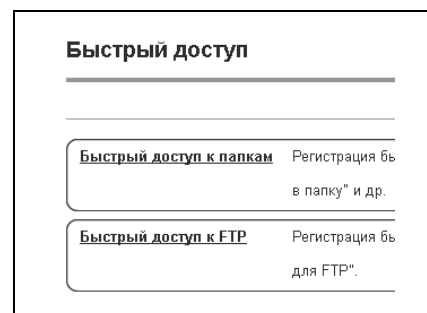 Быстрый доступ
Быстрый доступ к папкам Регистрация
в папку" и др.
Быстрый доступ к FTP Регистрация
для FTP".